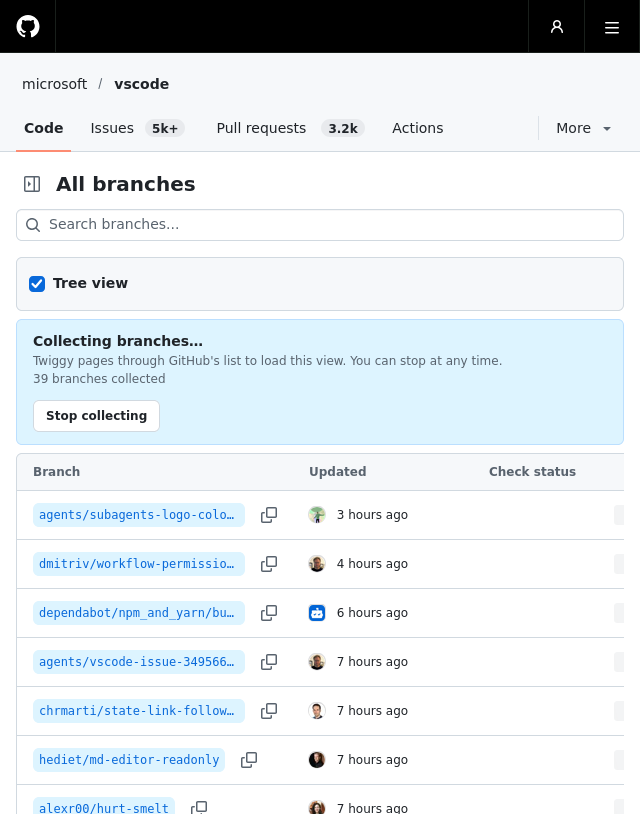 microsoft / vscode
Code Issues 5k+ Pull requests 3.2k Actions More
All branches
Search branches...
Tree view
Collecting branches...
Twiggy pages through GitHub's list to load this view. You can stop at any time.
39 branches collected
Stop collecting
Branch Updated Check status
agents/subagents-logo-colo… 3 hours ago
dmitriv/workflow-permissio… 4 hours ago
dependabot/npm_and_yarn/bu… 6 hours ago
agents/vscode-issue-349566… 7 hours ago
chrmarti/state-link-follow… 7 hours ago
hediet/md-editor-readonly 7 hours ago
alexr00/hurt-smelt 7 hours ago